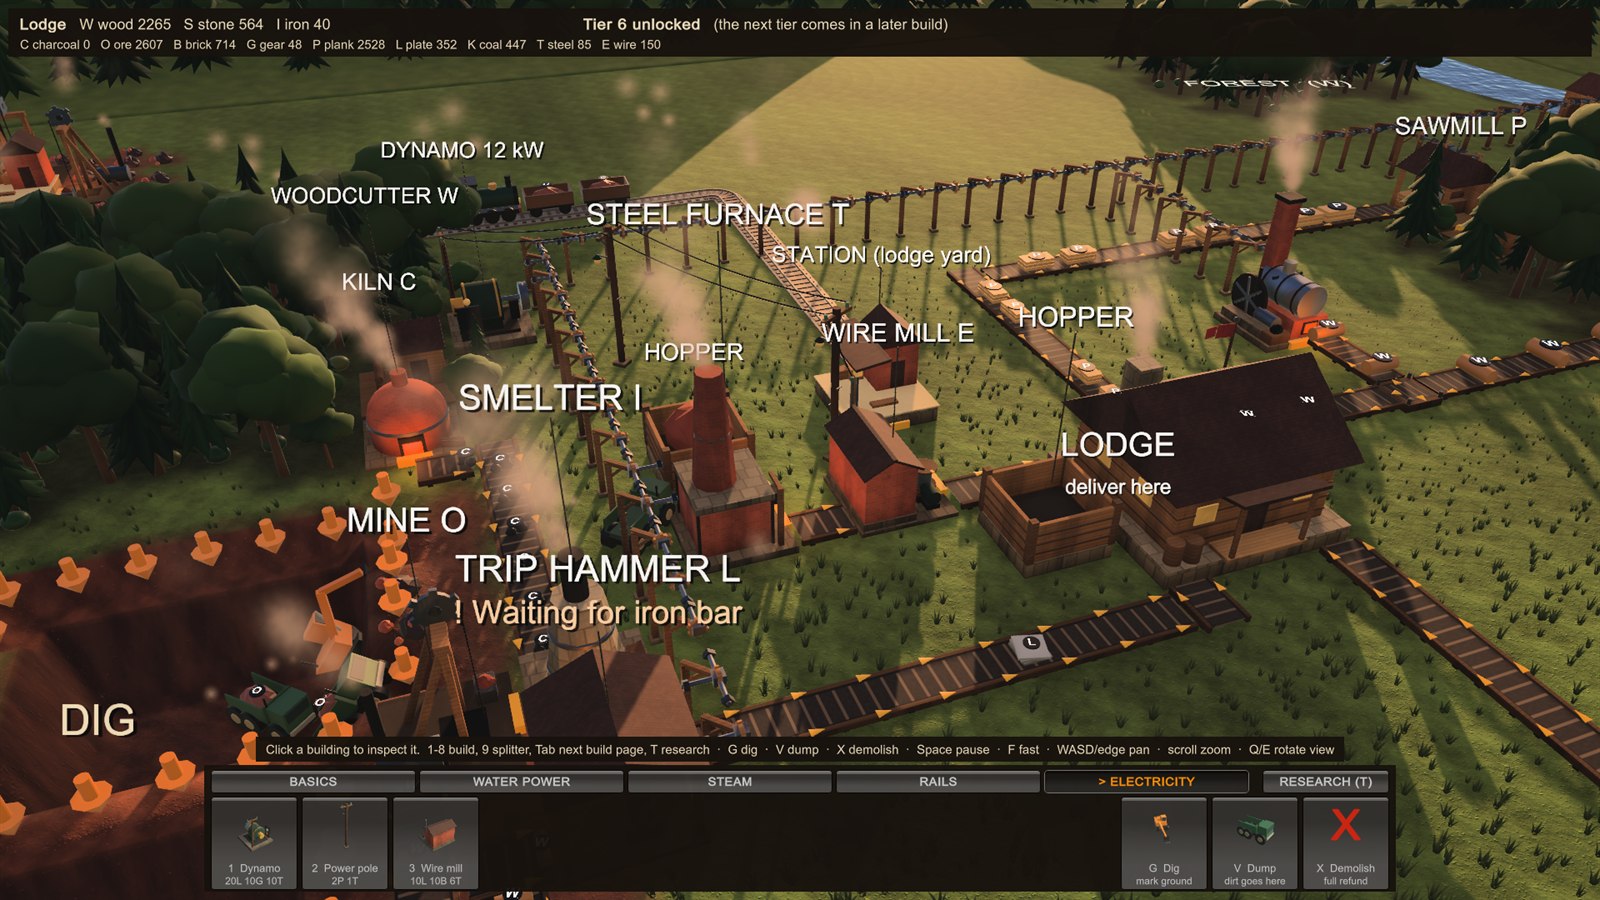 Lodge W wood 2265 S stone 564 I iron 40
Tier 6 unlocked (the next tier comes in a later build)
C charcoal 0 O ore 2607 B brick 714 G gear 48 P plank 2528 L plate 352 K coal 447 T steel 85 E wire 150
FOREST (W)
SAWMILL P
DYNAMO 12 kW
WOODCUTTER W
STEEL FURNACE T
STATION (lodge yard)
KILN C
HOPPER
WIRE MILL E
HOPPER
SMELTER I
LODGE
deliver here
MINE O
TRIP HAMMER L
! Waiting for iron bar
DIG
Click a building to inspect it. 1-8 build, 9 splitter, Tab next build page, T research · G dig · V dump · X demolish · Space pause · F fast · WASD/edge pan · scroll zoom · Q/E rotate view
BASICS
WATER POWER
STEAM
RAILS
> ELECTRICITY
RESEARCH (T)
1 Dynamo
20L 10G 10T
2 Power pole
2P 1T
3 Wire mill
10L 10B 6T
G Dig
mark ground
V Dump
dirt goes here
X Demolish
full refund